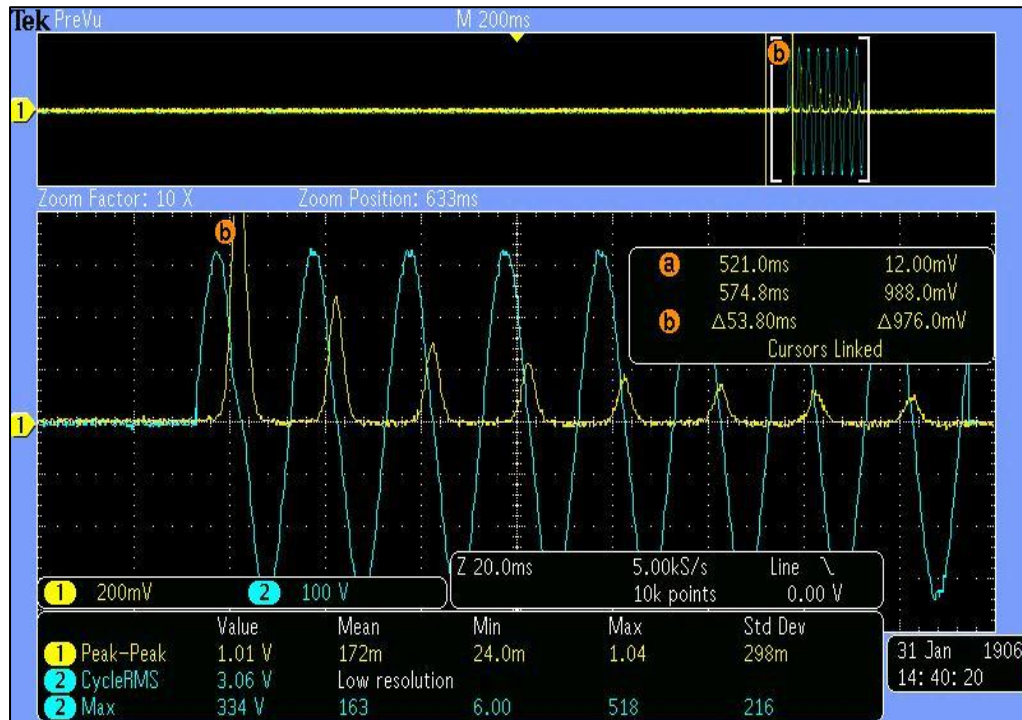 Tek PreVu M 200ms
b
1
Zoom Factor: 10 X Zoom Position: 633ms
b
a 521.0ms 12.00mV
574.8ms 988.0mV
b Δ53.80ms Δ976.0mV
Cursors Linked
1
Z 20.0ms 5.00kS/s Line
10k points 0.00 V
1 200mV 2 100 V
Value Mean Min Max Std Dev
1 Peak-Peak 1.01 V 172m 24.0m 1.04 298m
2 CycleRMS 3.06 V Low resolution
2 Max 334 V 163 6.00 518 216
31 Jan 1906
14:40:20